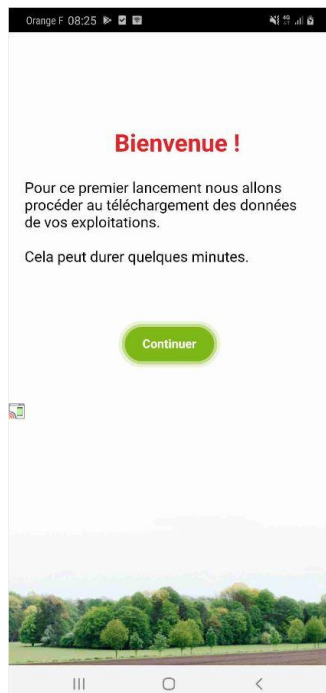 Orange F 08:25
4G
Bienvenue !
Pour ce premier lancement nous allons
procéder au téléchargement des données
de vos exploitations.
Cela peut durer quelques minutes.
Continuer